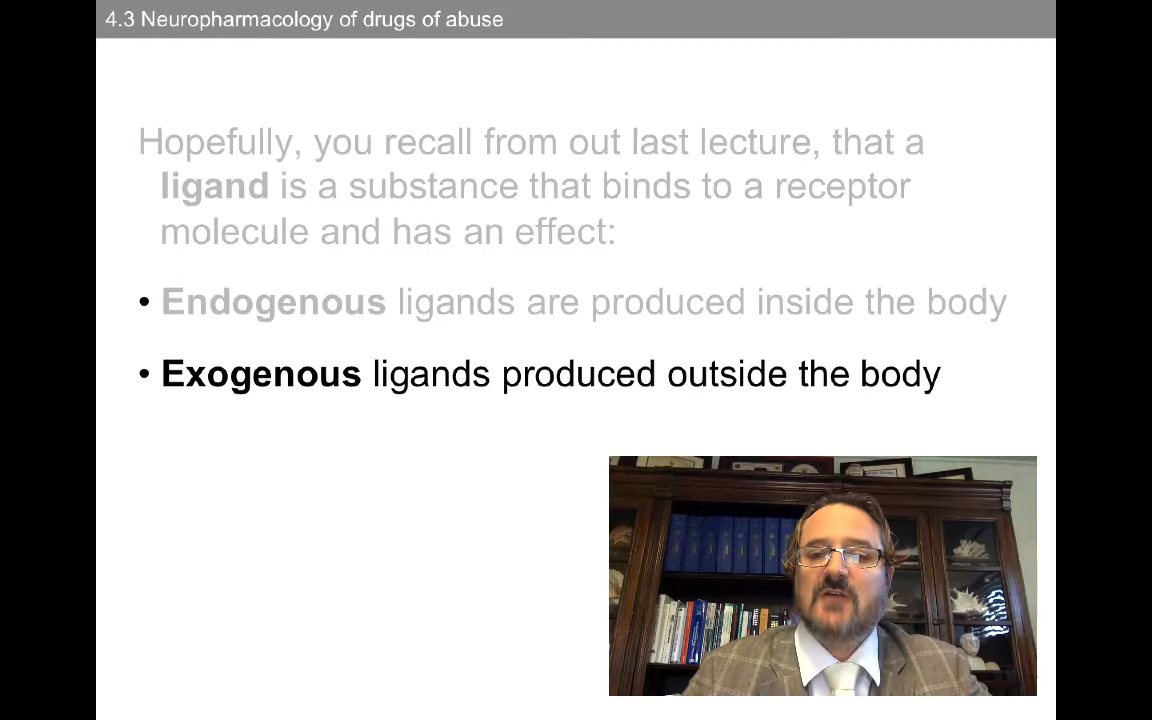 4.3 Neuropharmacology of drugs of abuse
Hopefully, you recall from out last lecture, that a
ligand is a substance that binds to a receptor
molecule and has an effect:
• Endogenous ligands are produced inside the body
• Exogenous ligands produced outside the body